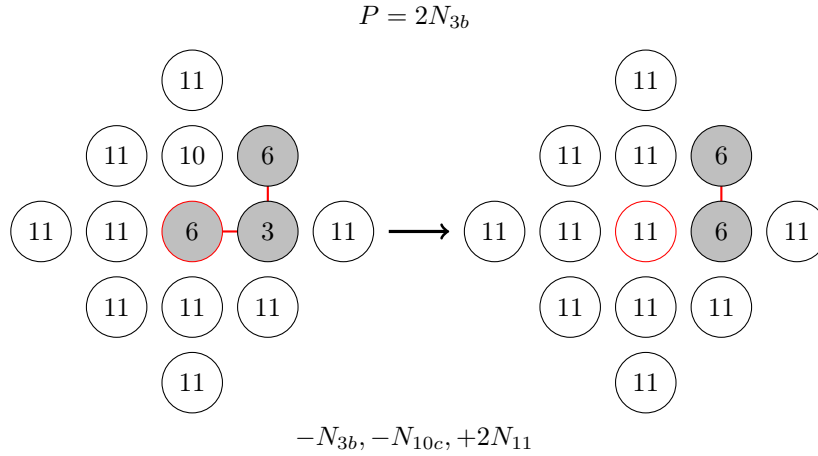 $P = 2N_{3b}$
11 11
11 10 6 11 11 6
11 11 6 3 11 11 11 11 6 11
11 11 11 11 11 11
11 11
$-N_{3b}, -N_{10c}, +2N_{11}$